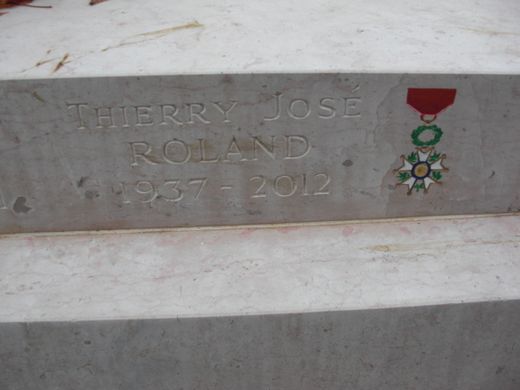 THIERRY JOSÉ
ROLAND
1937 - 2012